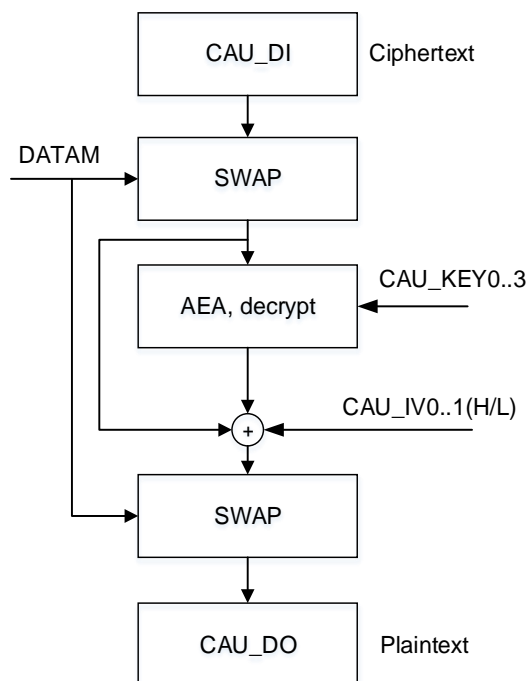 CAU_DI
Ciphertext
DATAM
SWAP
CAU_KEY0..3
AEA, decrypt
CAU_IV0..1(H/L)
+
SWAP
CAU_DO
Plaintext